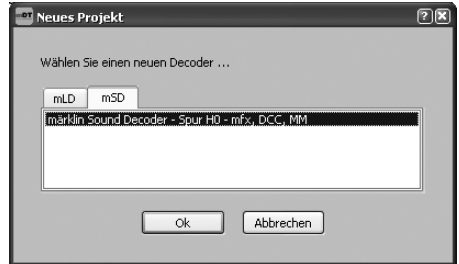 DT Neues Projekt
Wählen Sie einen neuen Decoder ...
mLD mSD
märklin Sound Decoder - Spur H0 - mfx, DCC, MM
Ok Abbrechen